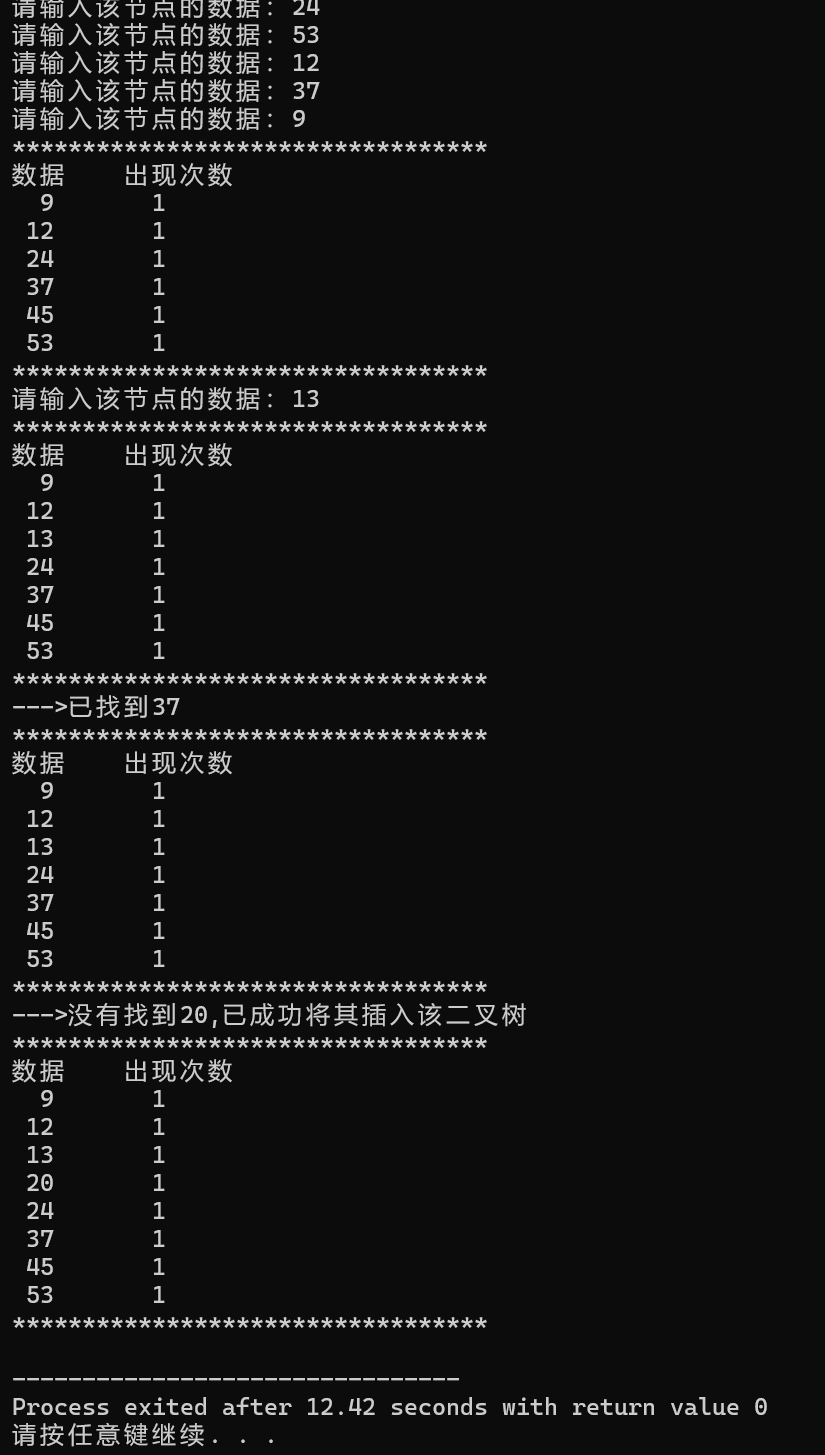 请输入该节点的数据: 24
请输入该节点的数据: 53
请输入该节点的数据: 12
请输入该节点的数据: 37
请输入该节点的数据: 9
**********************************
数据    出现次数
  9       1
 12       1
 24       1
 37       1
 45       1
 53       1
**********************************
请输入该节点的数据: 13
**********************************
数据    出现次数
  9       1
 12       1
 13       1
 24       1
 37       1
 45       1
 53       1
**********************************
--->已找到37
**********************************
数据    出现次数
  9       1
 12       1
 13       1
 24       1
 37       1
 45       1
 53       1
**********************************
--->没有找到20,已成功将其插入该二叉树
**********************************
数据    出现次数
  9       1
 12       1
 13       1
 20       1
 24       1
 37       1
 45       1
 53       1
**********************************
--------------------------------
Process exited after 12.42 seconds with return value 0
请按任意键继续. . .